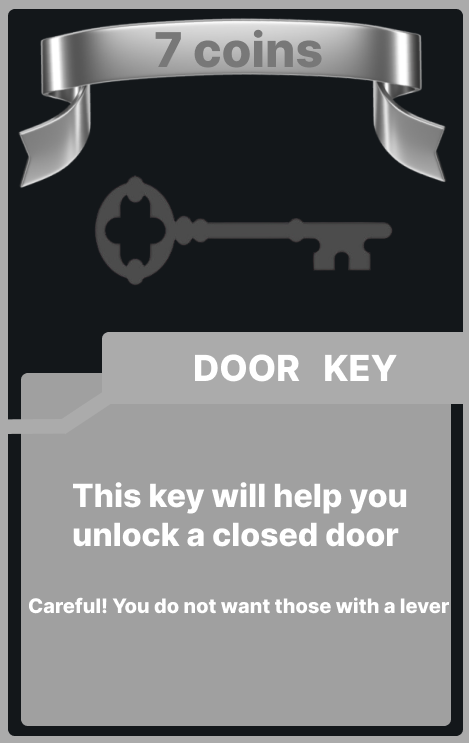 7 coins
DOOR KEY
This key will help you
unlock a closed door
Careful! You do not want those with a lever